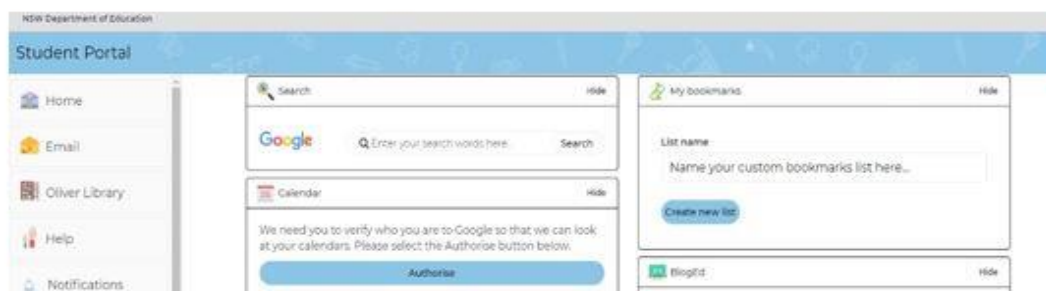 NSW Department of Education
Student Portal
Home
Email
Oliver Library
Help
Notifications
Search Hide
Google Enter your search words here. Search
Calendar Hide
We need you to verify who you are to Google so that we can look
at your calendars. Please select the Authorise button below.
Authorise
My bookmarks Hide
List name
Name your custom bookmarks list here...
Create new list
BlogEd Hide